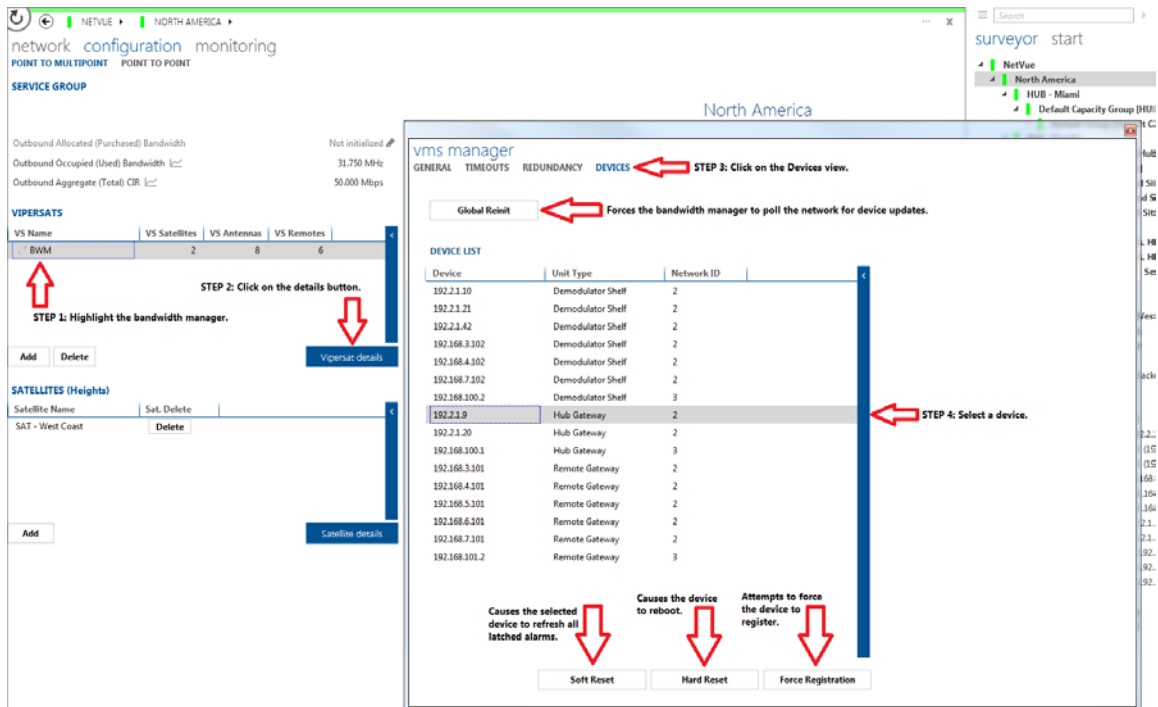 NETVUE
NORTH AMERICA
... x
network configuration monitoring
POINT TO MULTIPOINT POINT TO POINT
SERVICE GROUP
North America
Outbound Allocated (Purchased) Bandwidth Not initialized
Outbound Occupied (Used) Bandwidth 31.750 MHz
Outbound Aggregate (Total) CIR 50.000 Mbps
VIPERSATS
VS Name VS Satellites VS Antennas VS Remotes
BWM 2 8 6
STEP 2: Click on the details button.
STEP 1: Highlight the bandwidth manager.
Add Delete Vipersat details
SATELLITES (Heights)
Satellite Name Sat. Delete
SAT - West Coast Delete
Add Satellite details
vms manager
GENERAL TIMEOUTS REDUNDANCY DEVICES
STEP 3: Click on the Devices view.
Global Reinit
Forces the bandwidth manager to poll the network for device updates.
DEVICE LIST
Device Unit Type Network ID
192.2.1.10 Demodulator Shelf 2
192.2.1.21 Demodulator Shelf 2
192.2.1.42 Demodulator Shelf 2
192.168.3.102 Demodulator Shelf 2
192.168.4.102 Demodulator Shelf 2
192.168.7.102 Demodulator Shelf 2
192.168.100.2 Demodulator Shelf 3
192.2.1.9 Hub Gateway 2
STEP 4: Select a device.
192.2.1.20 Hub Gateway 2
192.168.100.1 Hub Gateway 3
192.168.3.101 Remote Gateway 2
192.168.4.101 Remote Gateway 2
192.168.5.101 Remote Gateway 2
192.168.6.101 Remote Gateway 2
192.168.7.101 Remote Gateway 2
192.168.101.2 Remote Gateway 3
Causes the selected
device to refresh all
latched alarms.
Causes the device
to reboot.
Attempts to force
the device to
register.
Soft Reset Hard Reset Force Registration
Search
surveyor start
NetVue
North America
HUB - Miami
Default Capacity Group [HU